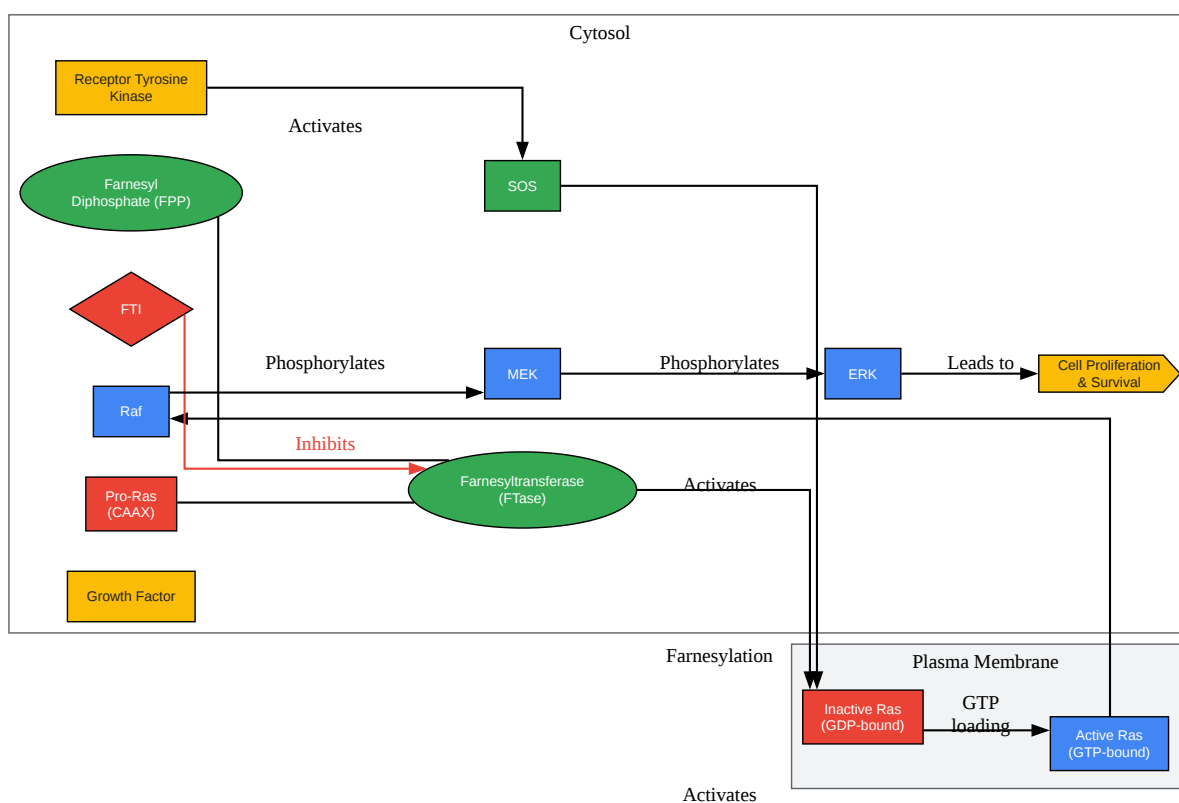 Cytosol
Receptor Tyrosine
Kinase
Activates
Farnesyl
Diphosphate (FPP)
SOS
FTI
Phosphorylates
MEK
Phosphorylates
ERK
Leads to
Cell Proliferation
& Survival
Raf
Inhibits
Pro-Ras
(CAAX)
Farnesyltransferase
(FTase)
Activates
Growth Factor
Farnesylation
Plasma Membrane
Inactive Ras
(GDP-bound)
GTP
loading
Active Ras
(GTP-bound)
Activates